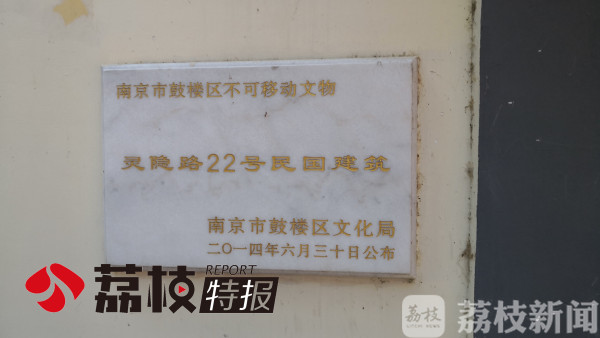 南京市鼓楼区不可移动文物
灵隐路22号民国建筑
南京市鼓楼区文化局
二〇一四年六月三十日公布
荔枝 REPORT 特报
荔枝 荔枝新闻